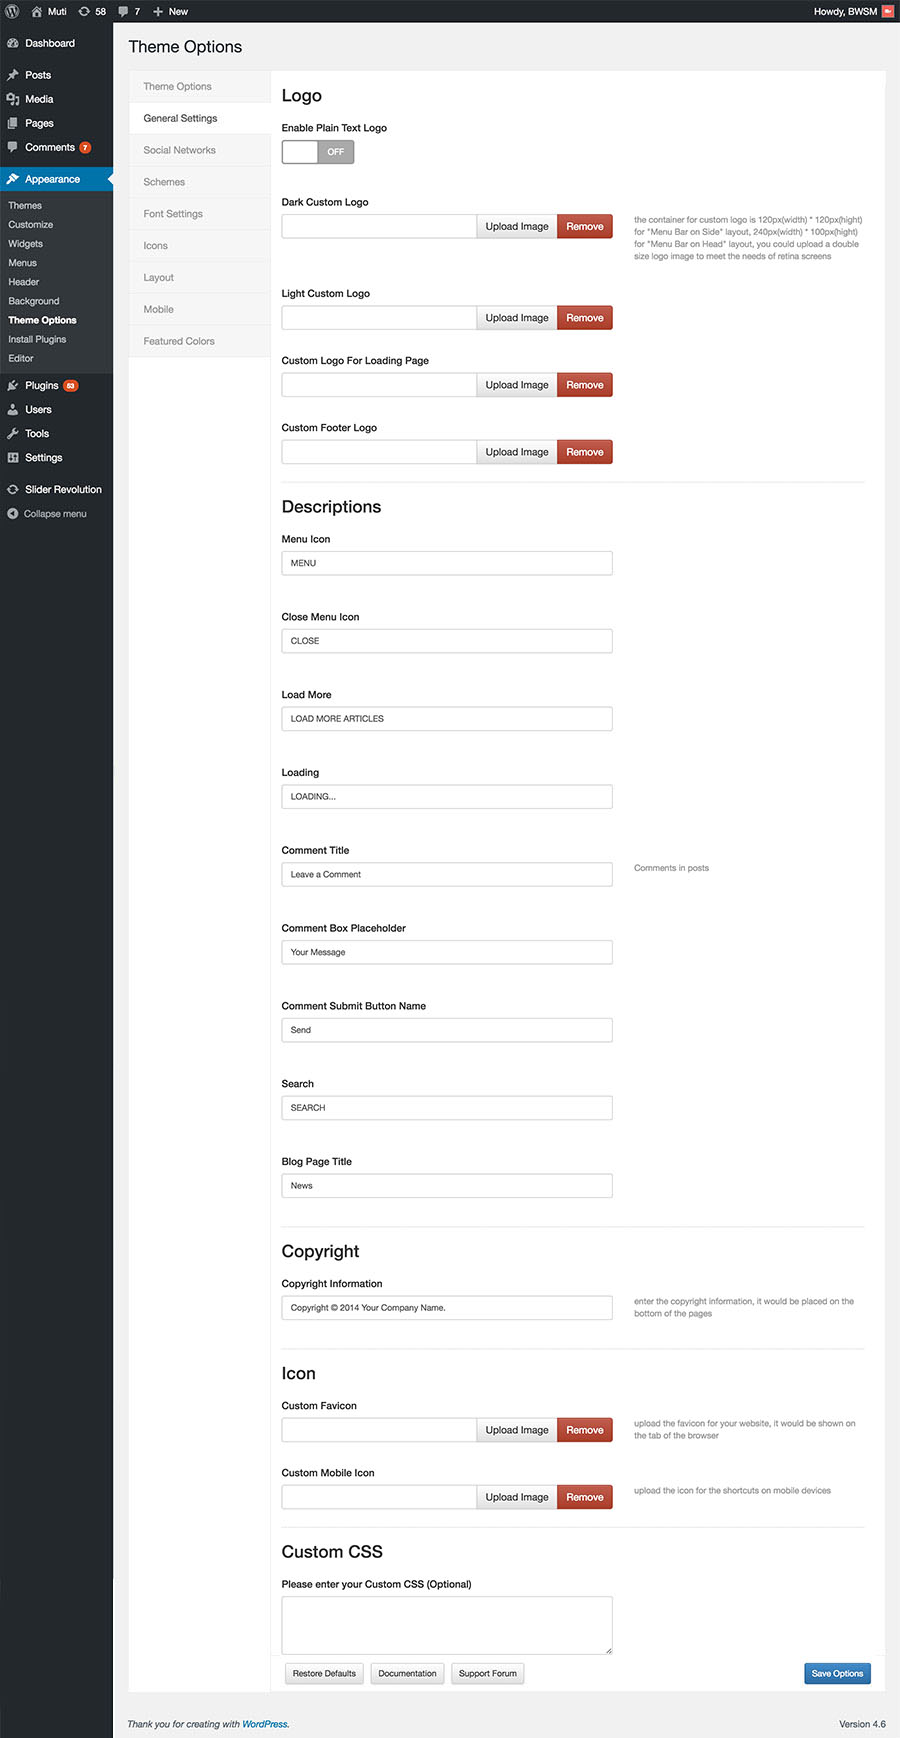 Muti 58 7 New Howdy, BWSM
Dashboard
Posts
Media
Pages
Comments 7
Appearance
Themes
Customize
Widgets
Menus
Header
Background
Theme Options
Install Plugins
Editor
Plugins 53
Users
Tools
Settings
Slider Revolution
Collapse menu
Theme Options
Theme Options
General Settings
Social Networks
Schemes
Font Settings
Icons
Layout
Mobile
Featured Colors
Logo
Enable Plain Text Logo
OFF
Dark Custom Logo
Upload Image Remove
the container for custom logo is 120px(width) * 120px(hight)
for "Menu Bar on Side" layout, 240px(width) * 100px(hight)
for "Menu Bar on Head" layout, you could upload a double
size logo image to meet the needs of retina screens
Light Custom Logo
Upload Image Remove
Custom Logo For Loading Page
Upload Image Remove
Custom Footer Logo
Upload Image Remove
Descriptions
Menu Icon
MENU
Close Menu Icon
CLOSE
Load More
LOAD MORE ARTICLES
Loading
LOADING...
Comment Title
Leave a Comment
Comments in posts
Comment Box Placeholder
Your Message
Comment Submit Button Name
Send
Search
SEARCH
Blog Page Title
News
Copyright
Copyright Information
Copyright © 2014 Your Company Name.
enter the copyright information, it would be placed on the
bottom of the pages
Icon
Custom Favicon
Upload Image Remove
upload the favicon for your website, it would be shown on
the tab of the browser
Custom Mobile Icon
Upload Image Remove
upload the icon for the shortcuts on mobile devices
Custom CSS
Please enter your Custom CSS (Optional)
Restore Defaults Documentation Support Forum Save Options
Thank you for creating with WordPress. Version 4.6